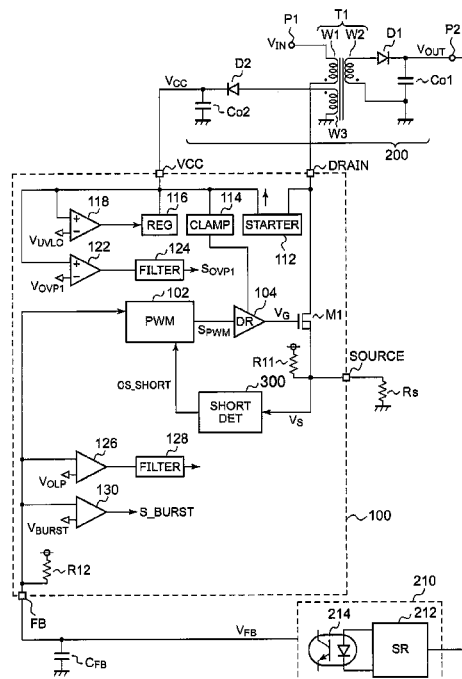 P1
T1
W1 W2
D1
P2
VIN
VOUT
Co1
D2
VCC
Co2
W3
200
VCC
DRAIN
118
116
114
REG
CLAMP
STARTER
VUVLO
112
122
124
VOVP1
FILTER
SOVP1
102
104
M1
PWM
SPWM
DR
VG
R11
SOURCE
CS_SHORT
300
Rs
SHORT
DET
VS
126
128
VOLP
FILTER
130
VBURST
S_BURST
100
R12
FB
210
214
212
VFB
SR
CFB